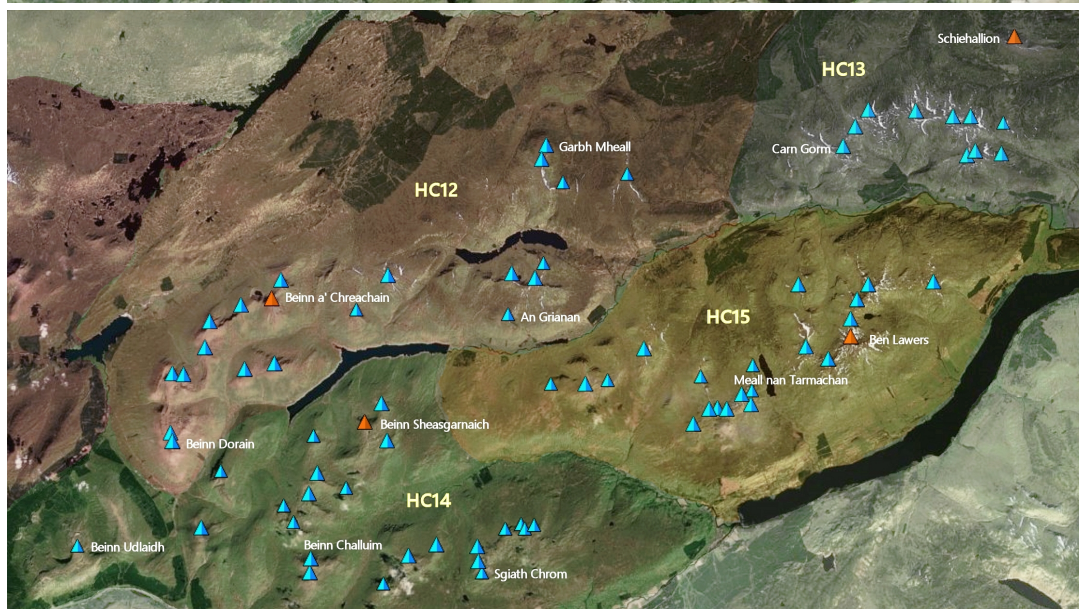 Schiehallion
HC13
Garbh Mheall
Carn Gorm
HC12
Beinn a' Chreachain
An Grianan
HC15
Ben Lawers
Meall nan Tarmachan
Beinn Sheasgarnaich
Beinn Dorain
HC14
Beinn Udlaidh
Beinn Challuim
Sgiath Chrom